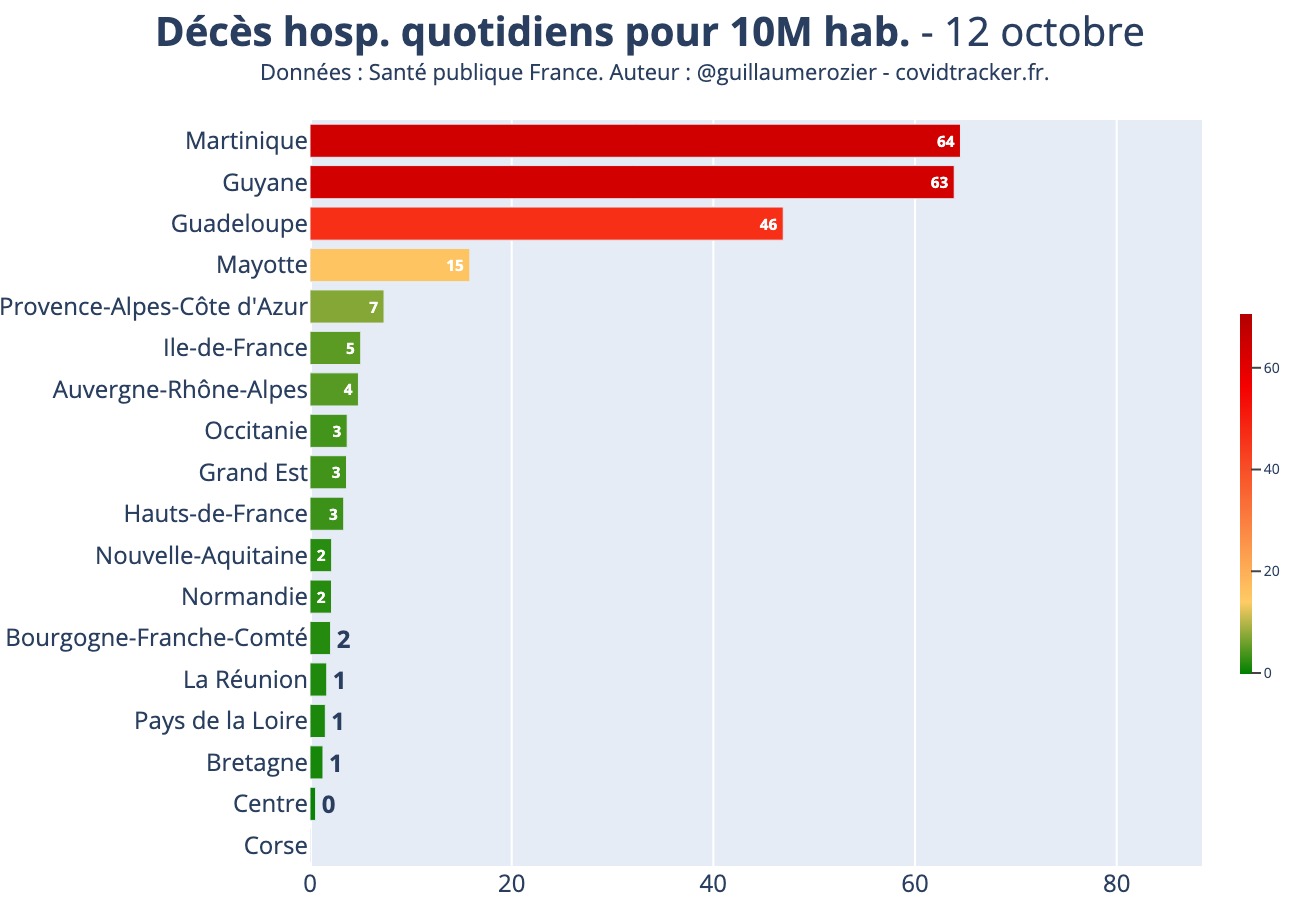 Décès hosp. quotidiens pour 10M hab. - 12 octobre
Données : Santé publique France. Auteur : @guillaumerozier - covidtracker.fr.
Martinique 64
Guyane 63
Guadeloupe 46
Mayotte 15
Provence-Alpes-Côte d'Azur 7
Ile-de-France 5
Auvergne-Rhône-Alpes 4
Occitanie 3
Grand Est 3
Hauts-de-France 3
Nouvelle-Aquitaine 2
Normandie 2
Bourgogne-Franche-Comté 2
La Réunion 1
Pays de la Loire 1
Bretagne 1
Centre 0
Corse
0 20 40 60 80
60
40
20
0